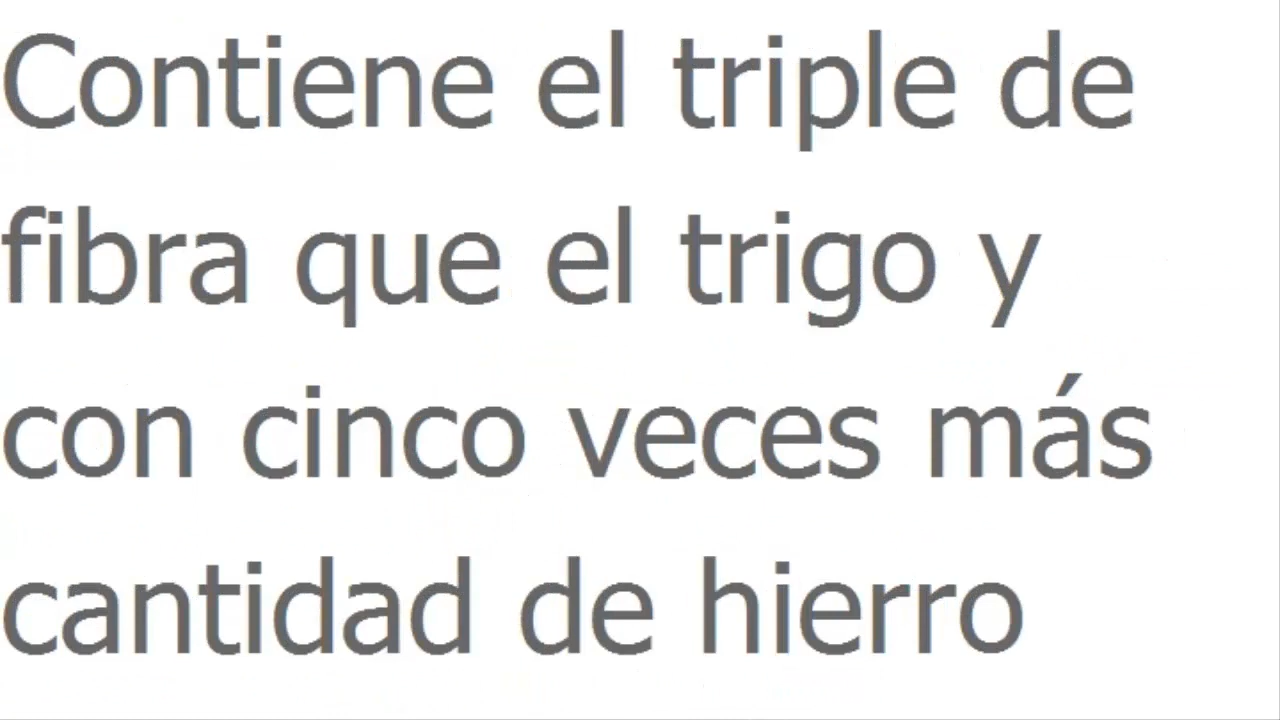 Contiene el triple de
fibra que el trigo y
con cinco veces más
cantidad de hierro